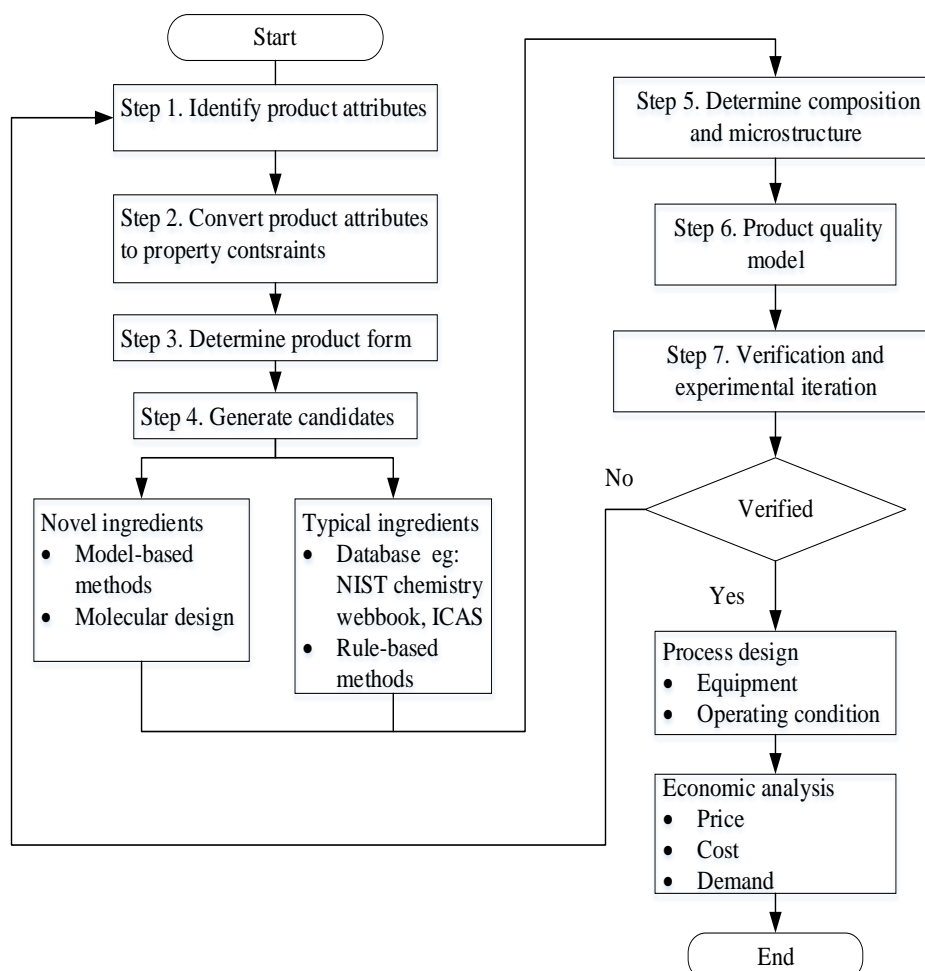 Start
Step 1. Identify product attributes
Step 2. Convert product attributes
to property contsraints
Step 3. Determine product form
Step 4. Generate candidates
Novel ingredients
• Model-based
methods
• Molecular design
Typical ingredients
• Database eg:
NIST chemistry
webbook, ICAS
• Rule-based
methods
Step 5. Determine composition
and microstructure
Step 6. Product quality
model
Step 7. Verification and
experimental iteration
No
Verified
Yes
Process design
• Equipment
• Operating condition
Economic analysis
• Price
• Cost
• Demand
End